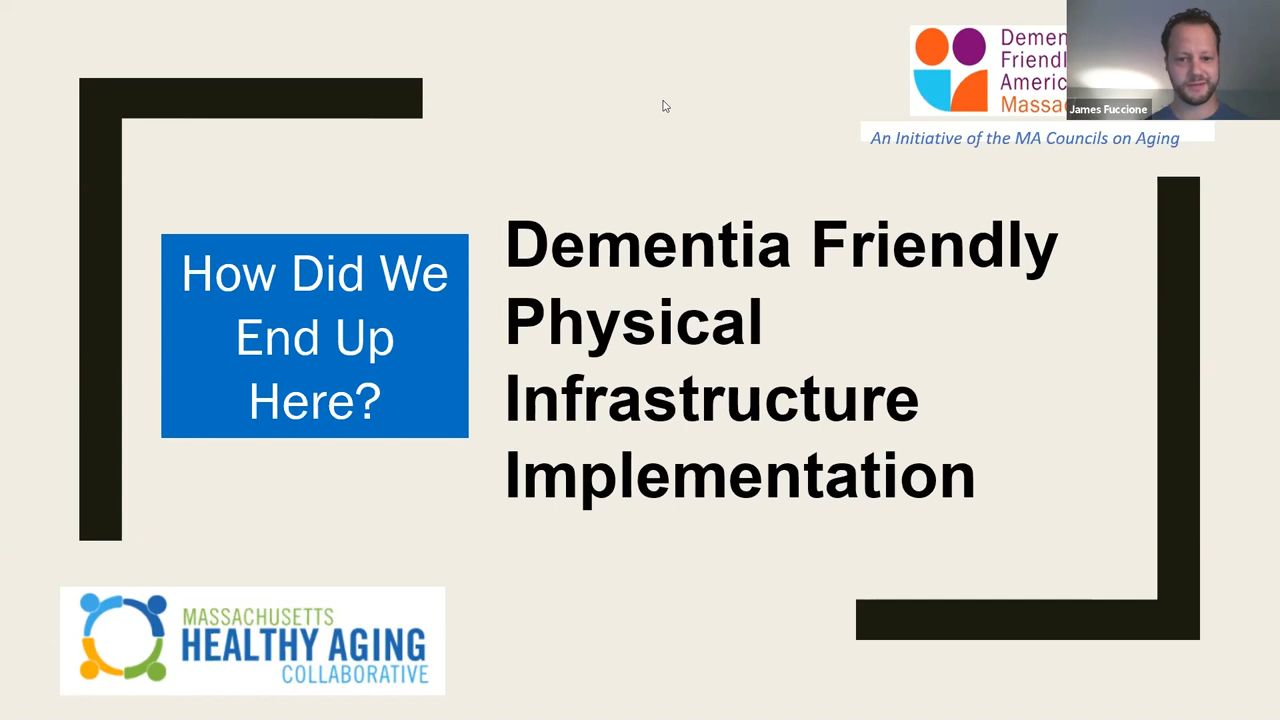 Friendly
James Fuccione
An Initiative of the MA Councils on Aging
How Did We
End Up
Here?
Dementia Friendly
Physical
Infrastructure
Implementation
MASSACHUSETTS
HEALTHY AGING
COLLABORATIVE